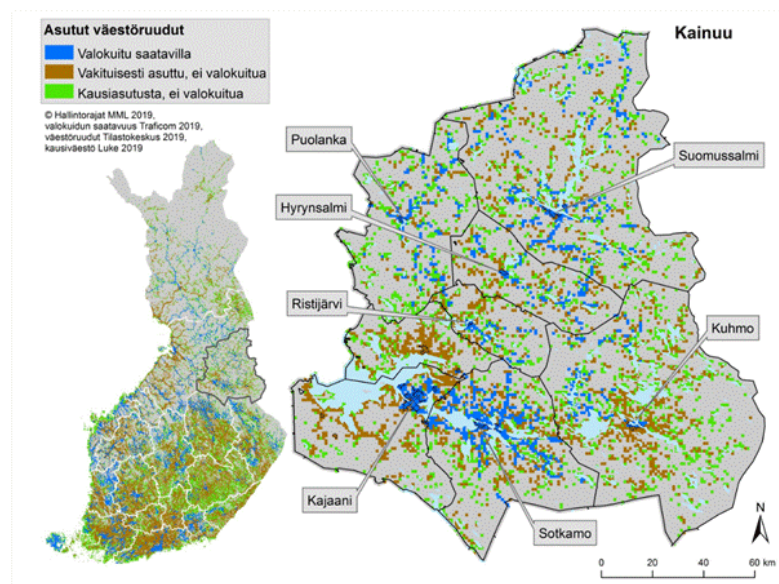 Asutut väestöruudut
Valokuitu saatavilla
Vakituisesti asuttu, ei valokuitua
Kausiasutusta, ei valokuitua
© Hallintorajat MML 2019,
valokuidun saatavuus Traficom 2019,
väestöruudut Tilastokeskus 2019,
kausiväestö Luke 2019
Kainuu
Puolanka
Suomussalmi
Hyrynsalmi
Ristijärvi
Kuhmo
Kajaani
Sotkamo
N
0 20 40 60 km